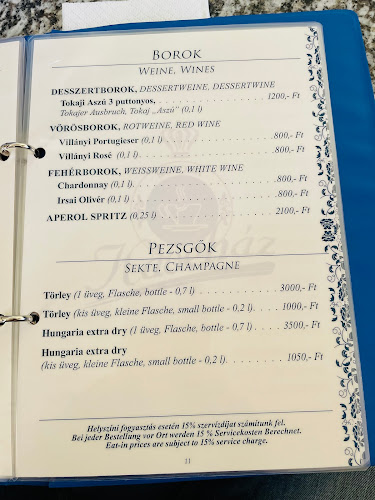 BOROK
WEINE, WINES
DESSZERTBOROK, DESSERTWEINE, DESSERTWINE
Tokaji Aszú 3 puttonyos, 1200,- Ft
Tokajer Ausbruch, Tokaj „Aszú” (0,1 l)
VÖRÖSBOROK, ROTWEINE, RED WINE
Villányi Portugieser (0,1 l) 800,- Ft
Villányi Rosé (0,1 l) 800,- Ft
FEHÉRBOROK, WEISSWEINE, WHITE WINE
Chardonnay (0,1 l) 800,- Ft
Irsai Olivér (0,1 l) 800,- Ft
APEROL SPRITZ (0,25 l) 2100,- Ft
PEZSGŐK
SEKTE, CHAMPAGNE
Törley (1 üveg, Flasche, bottle - 0,7 l) 3000,- Ft
Törley (kis üveg, kleine Flasche, small bottle - 0,2 l) 1000,- Ft
Hungaria extra dry (1 üveg, Flasche, bottle - 0,7 l) 3500,- Ft
Hungaria extra dry
(kis üveg, kleine Flasche, small bottle - 0,2 l) 1050,- Ft
Helyszíni fogyasztás esetén 15% szervízdíjat számítunk fel.
Bei jeder Bestellung vor Ort werden 15 % Servicekosten Berechnet.
Eat-in prices are subject to 15% service charge.
11